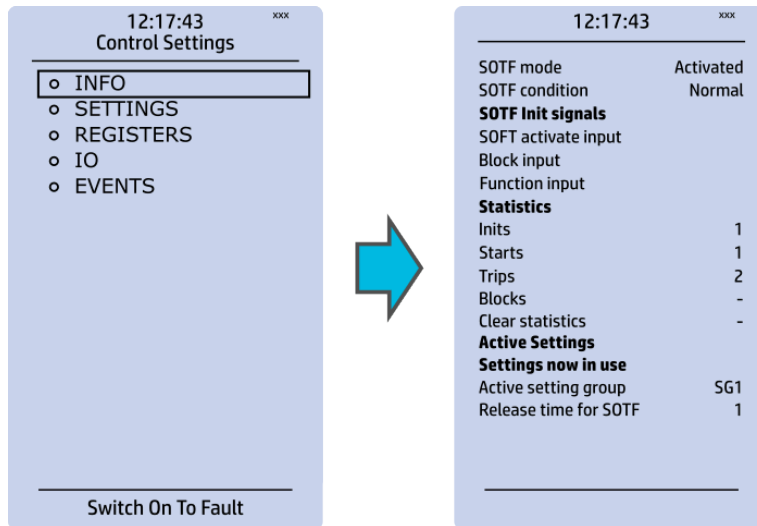 12:17:43 xxx
Control Settings
INFO
SETTINGS
REGISTERS
IO
EVENTS
Switch On To Fault
12:17:43 xxx
SOTF mode Activated
SOTF condition Normal
SOTF Init signals
SOFT activate input
Block input
Function input
Statistics
Inits 1
Starts 1
Trips 2
Blocks -
Clear statistics -
Active Settings
Settings now in use
Active setting group SG1
Release time for SOTF 1